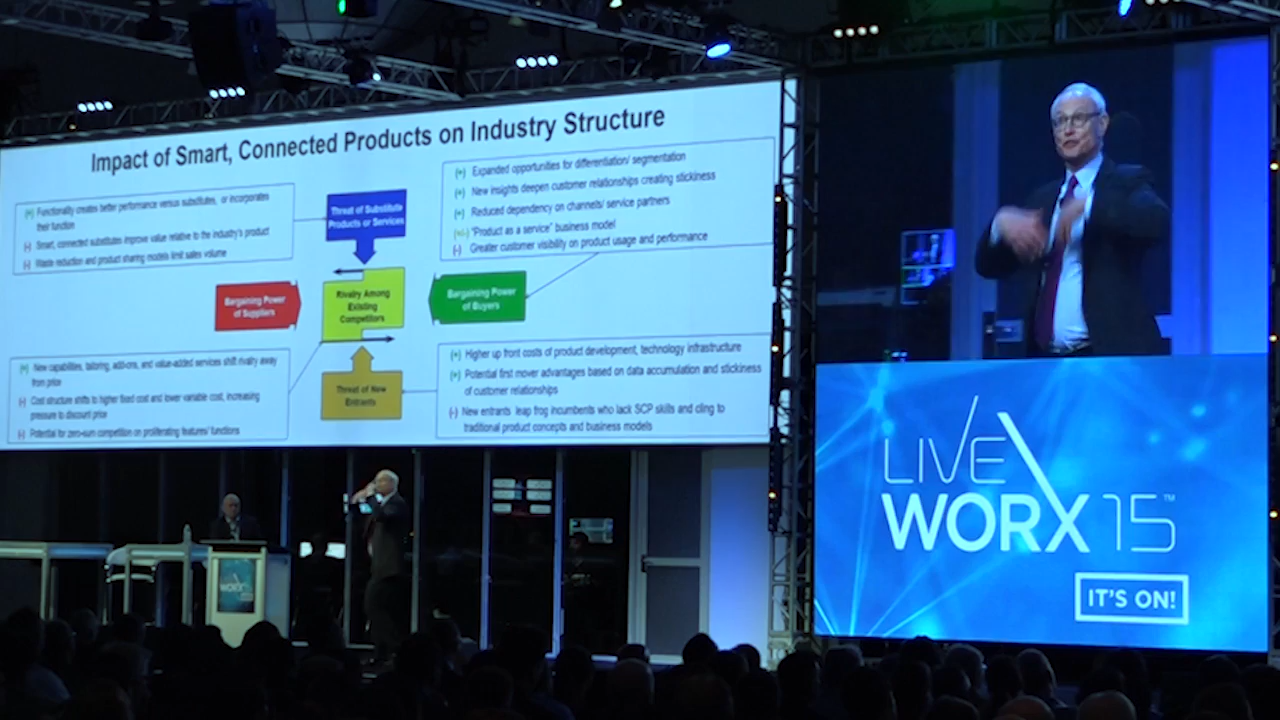 Impact of Smart, Connected Products on Industry Structure
(+) Functionality creates better performance versus substitutes, or incorporates
their function
(-) Smart, connected substitutes improve value relative to the industry's product
(-) Waste reduction and product sharing models limit sales volume
Threat of Substitute
Products or Services
(+) Expanded opportunities for differentiation/ segmentation
(+) New insights deepen customer relationships creating stickiness
(+) Reduced dependency on channels/ service partners
(+/-) "Product as a service" business model
(-) Greater customer visibility on product usage and performance
Bargaining Power
of Suppliers
Rivalry Among
Existing
Competitors
Bargaining Power
of Buyers
(+) New capabilities, tailoring, add-ons, and value-added services shift rivalry away
from price
(-) Cost structure shifts to higher fixed cost and lower variable cost, increasing
pressure to discount price
(-) Potential for zero-sum competition on proliferating features/ functions
Threat of New
Entrants
(+) Higher up front costs of product development, technology infrastructure
(+) Potential first mover advantages based on data accumulation and stickiness
of customer relationships
(-) New entrants leap frog incumbents who lack SCP skills and cling to
traditional product concepts and business models
LIVE
WORX 15™
IT'S ON!
WORX